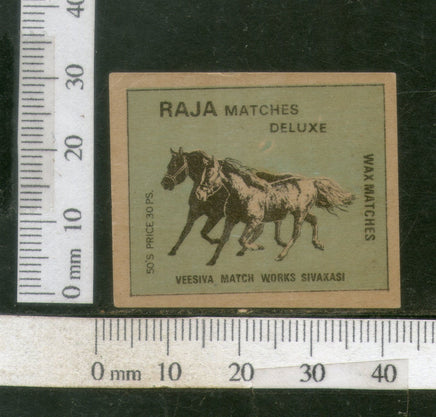 RAJA MATCHES
DELUXE
WAX MATCHES
50'S PRICE 30 PS.
VEESIVA MATCH WORKS SIVAKASI
40
30
20
10
0 mm
0 mm 10 20 30 40